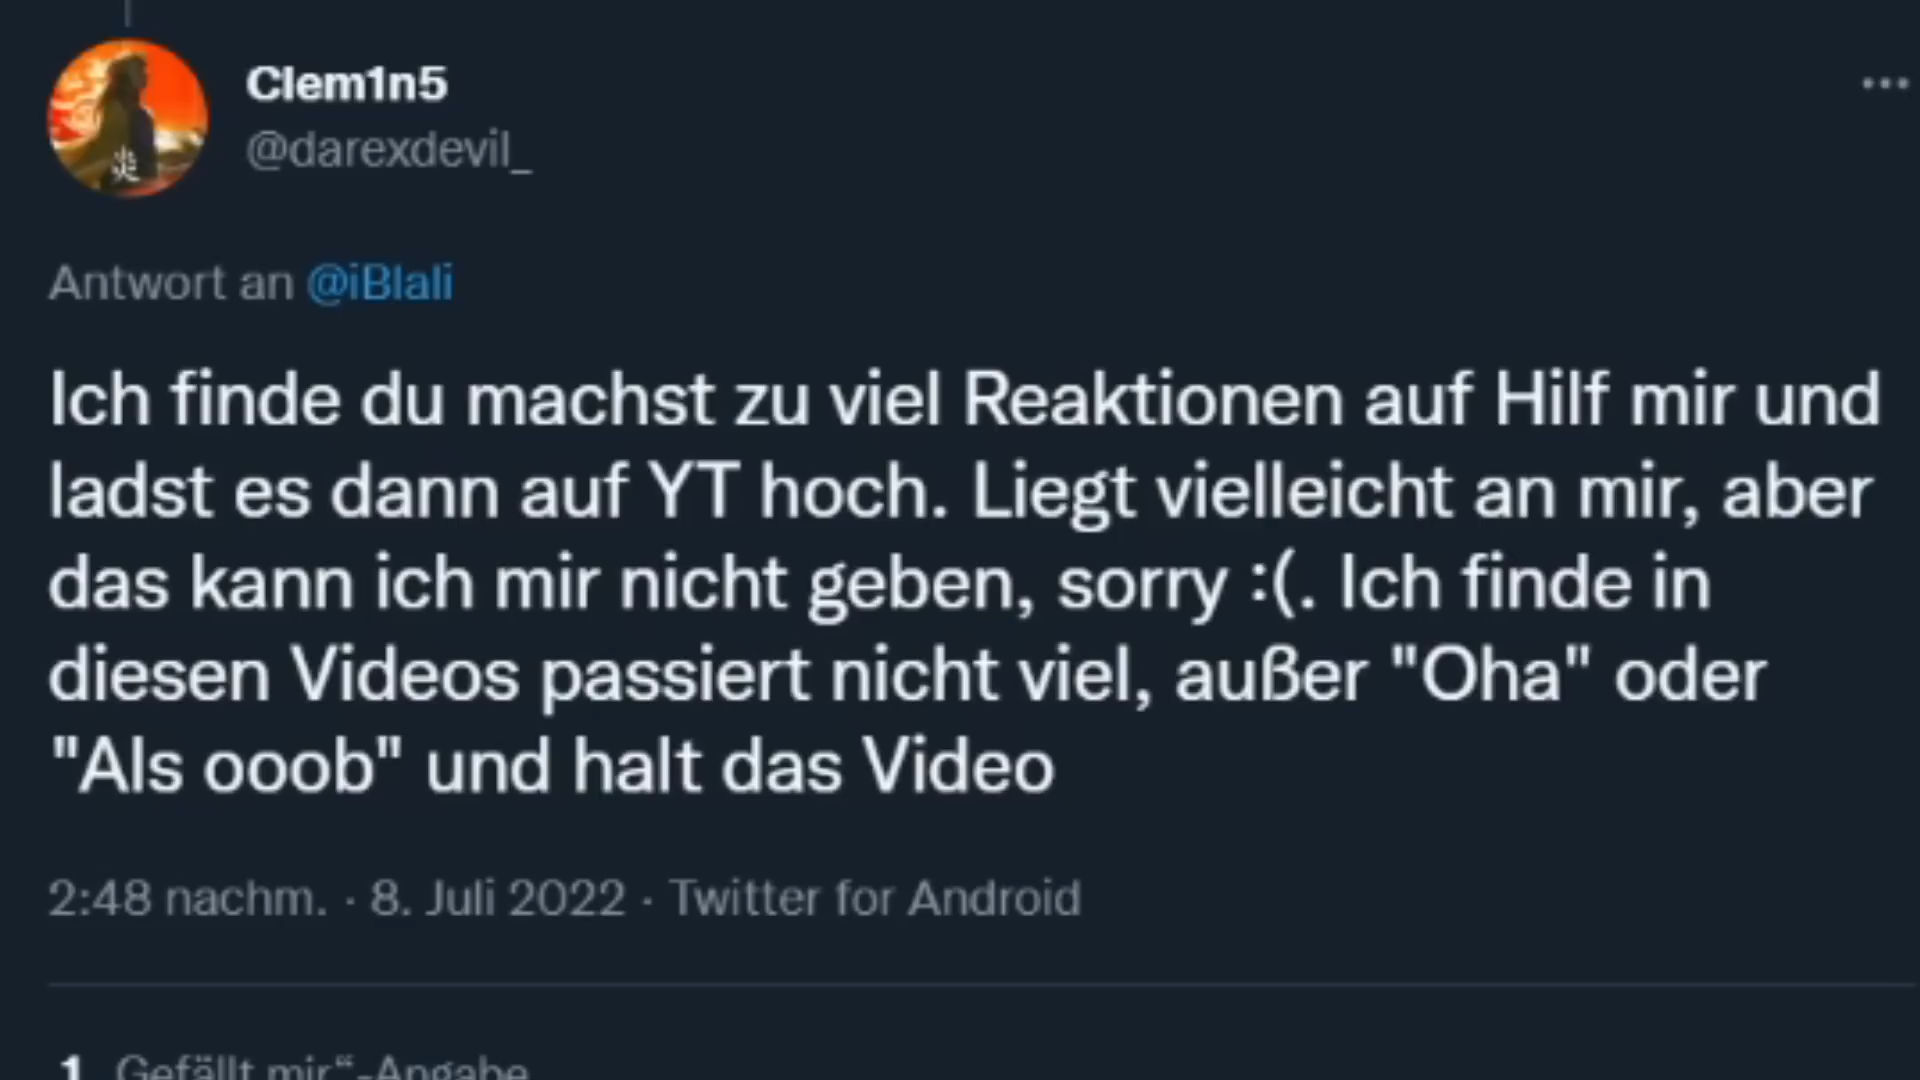 Clem1n5
@darexdevil_
Antwort an @iBlali
Ich finde du machst zu viel Reaktionen auf Hilf mir und
ladst es dann auf YT hoch. Liegt vielleicht an mir, aber
das kann ich mir nicht geben, sorry :(. Ich finde in
diesen Videos passiert nicht viel, außer "Oha" oder
"Als ooob" und halt das Video
2:48 nachm. · 8. Juli 2022 · Twitter for Android
1 „Gefällt mir“-Angabe
炎